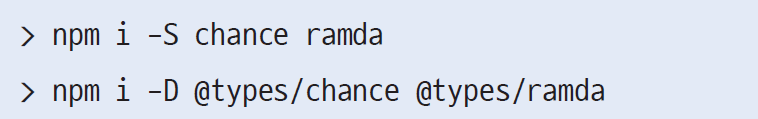 > npm i -S chance ramda
> npm i -D @types/chance @types/ramda